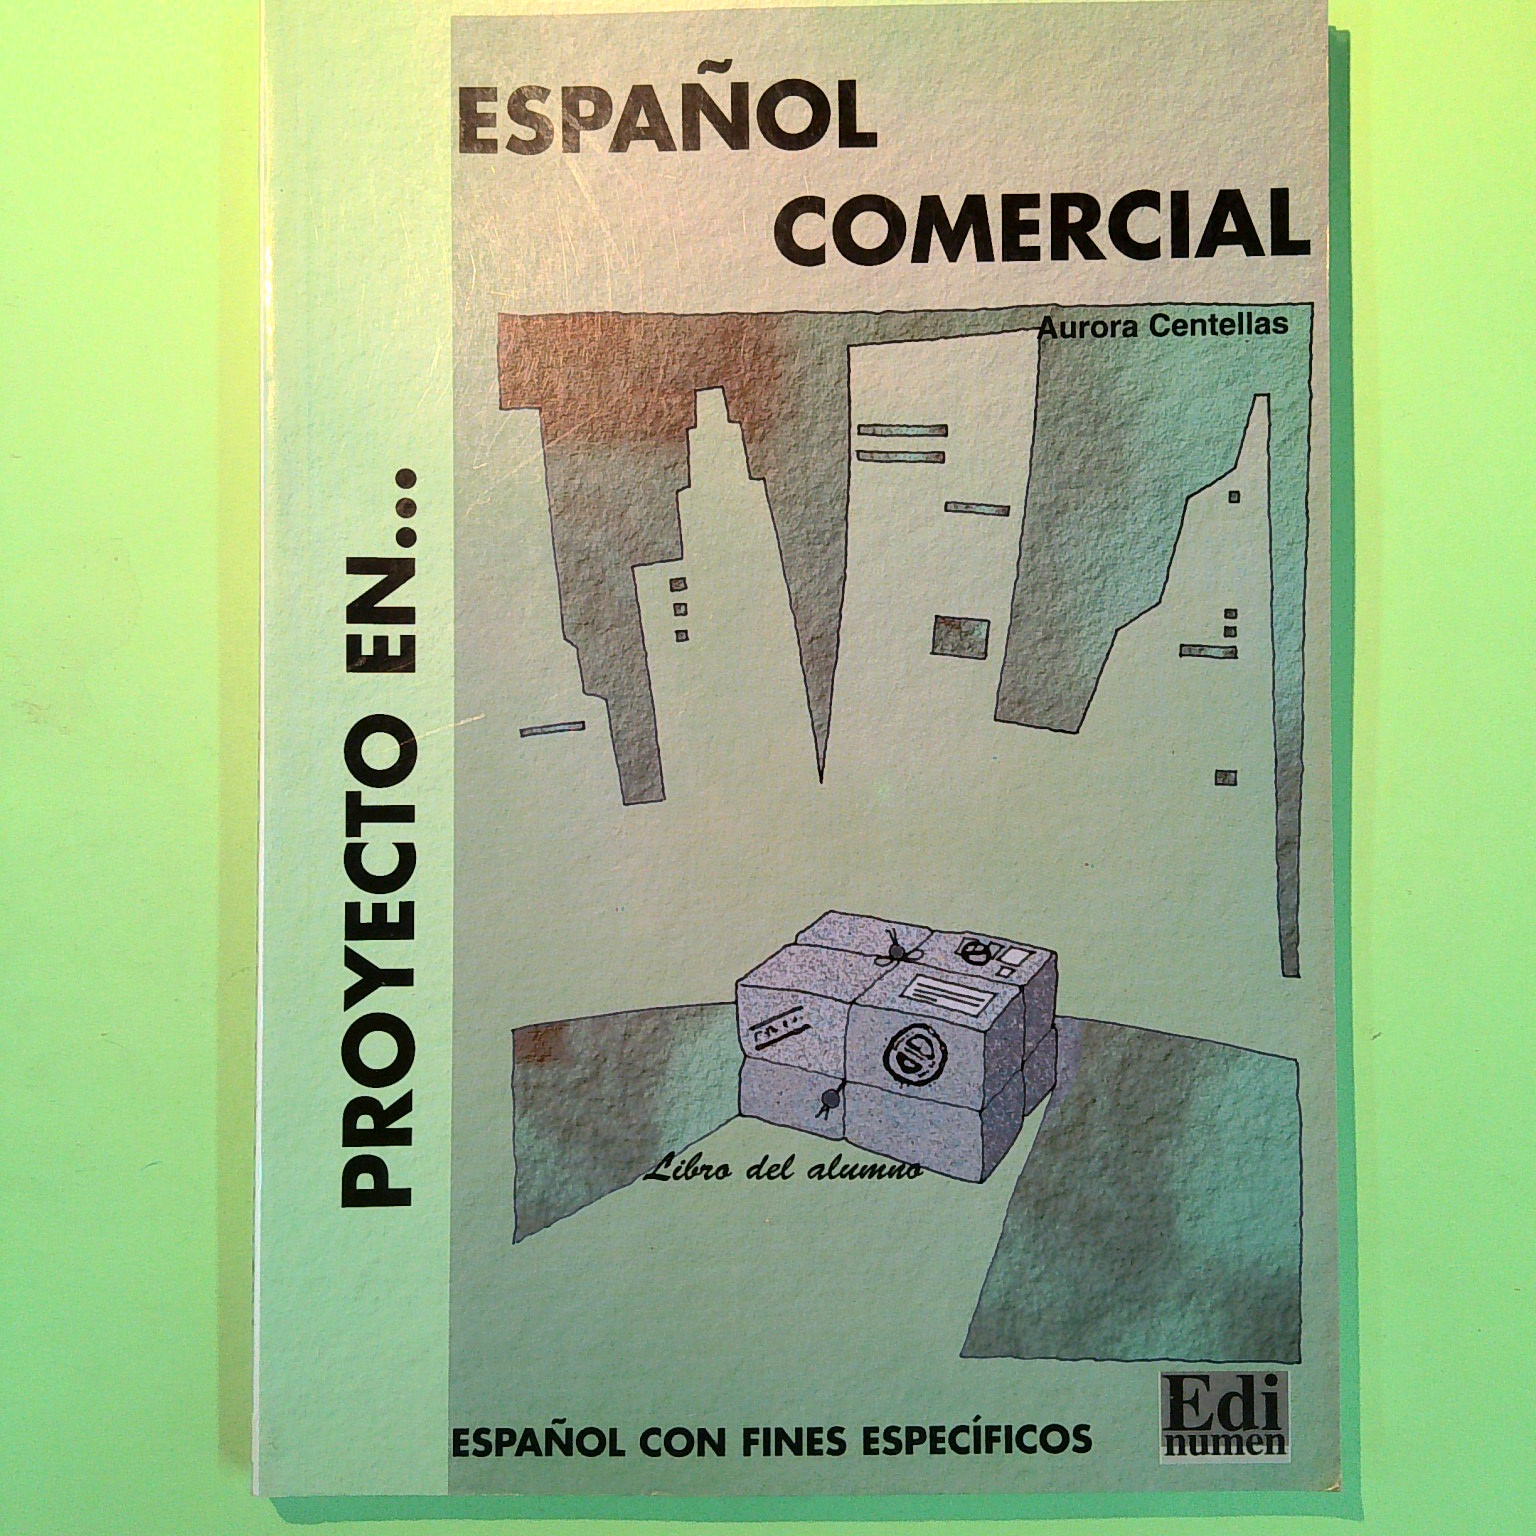 ESPAÑOL
COMERCIAL
Aurora Centellas
PROYECTO EN...
Libro del alumno
ESPAÑOL CON FINES ESPECÍFICOS
Edi
numen